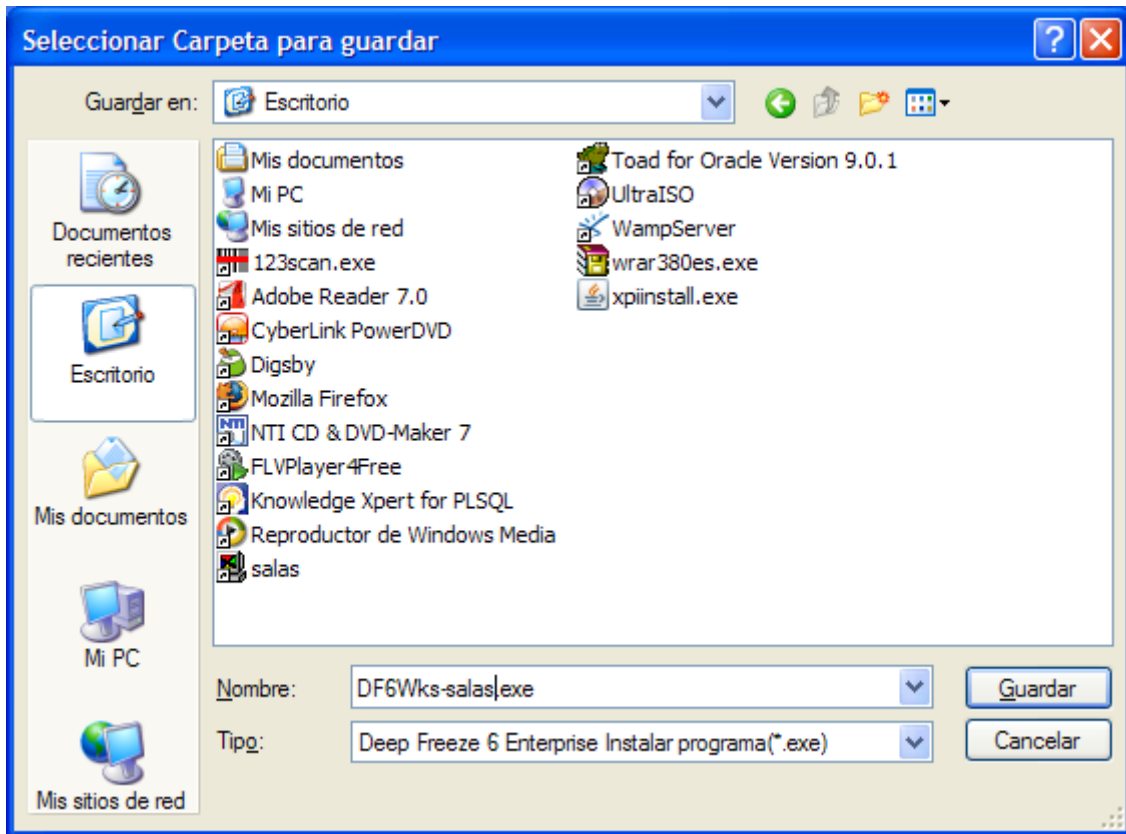 Seleccionar Carpeta para guardar
Guardar en:
Escritorio
Documentos
recientes
Escritorio
Mis documentos
Mi PC
Mis sitios de red
Mis documentos
Mi PC
Mis sitios de red
123scan.exe
Adobe Reader 7.0
CyberLink PowerDVD
Digsby
Mozilla Firefox
NTI CD & DVD-Maker 7
FLVPlayer4Free
Knowledge Xpert for PLSQL
Reproductor de Windows Media
salas
Toad for Oracle Version 9.0.1
UltraISO
WampServer
wrar380es.exe
xpiinstall.exe
Nombre:
DF6Wks-salas.exe
Guardar
Tipo:
Deep Freeze 6 Enterprise Instalar programa(*.exe)
Cancelar